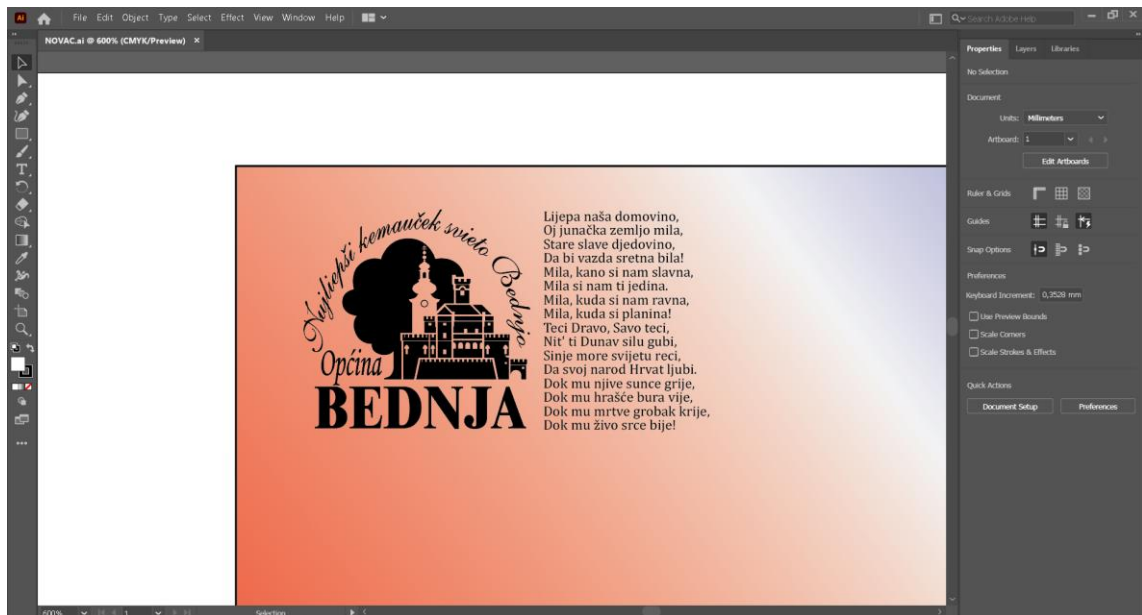 Ai
File Edit Object Type Select Effect View Window Help
Search Adobe Help
NOVAC.ai @ 600% (CMYK/Preview) ×
Najljepši kemauček svieto Bednjo
Općina
BEDNJA
Lijepa naša domovino,
Oj junačka zemljo mila,
Stare slave djedovino,
Da bi vazda sretna bila!
Mila, kano si nam slavna,
Mila si nam ti jedina.
Mila, kuda si nam ravna,
Mila, kuda si planina!
Teci Dravo, Savo teci,
Nit' ti Dunav silu gubi,
Sinje more svijetu reci,
Da svoj narod Hrvat ljubi.
Dok mu njive sunce grije,
Dok mu hrašće bura vije,
Dok mu mrtve grobak krije,
Dok mu živo srce bije!
Properties Layers Libraries
No Selection
Document
Units: Millimeters
Artboard: 1
Edit Artboards
Ruler & Grids
Guides
Snap Options
Preferences
Keyboard Increment: 0,3528 mm
Use Preview Bounds
Scale Corners
Scale Strokes & Effects
Quick Actions
Document Setup Preferences
600% 1 Selection